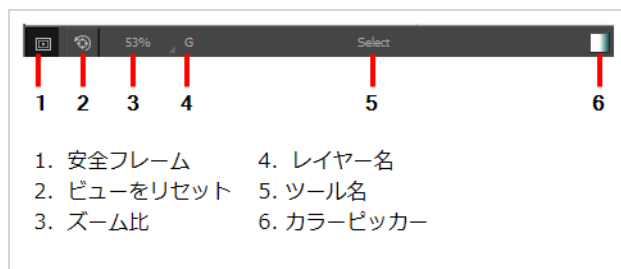 53% G Select
1 2 3 4 5 6
1. 安全フレーム 4. レイヤー名
2. ビューをリセット 5. ツール名
3. ズーム比 6. カラーピッカー